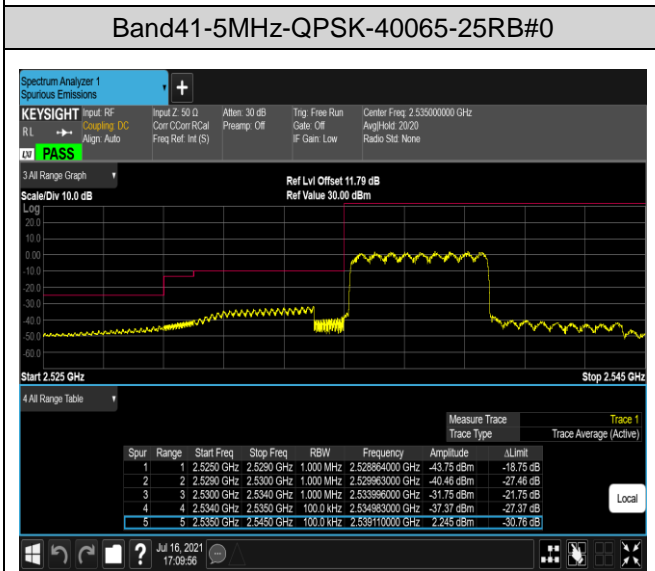 Band41-5MHz-QPSK-40065-25RB#0
Spectrum Analyzer 1
Spurious Emissions
+
KEYSIGHT Input: RF Input Z: 50 Ω Atten: 30 dB Trig: Free Run Center Freq: 2.535000000 GHz
RL Coupling: DC Corr CCorr RCal Preamp: Off Gate: Off Avg|Hold: 20/20
Align: Auto Freq Ref: Int (S) IF Gain: Low Radio Std: None
LXI PASS
3 All Range Graph
Ref Lvl Offset 11.79 dB
Scale/Div 10.0 dB Ref Value 30.00 dBm
Log
20.0
10.0
0.00
-10.0
-20.0
-30.0
-40.0
-50.0
-60.0
Start 2.525 GHz Stop 2.545 GHz
4 All Range Table
Measure Trace Trace 1
Trace Type Trace Average (Active)
Spur Range Start Freq Stop Freq RBW Frequency Amplitude ΔLimit
1 1 2.5250 GHz 2.5290 GHz 1.000 MHz 2.528864000 GHz -43.75 dBm -18.75 dB
2 2 2.5290 GHz 2.5300 GHz 1.000 MHz 2.529963000 GHz -40.46 dBm -27.46 dB
3 3 2.5300 GHz 2.5340 GHz 1.000 MHz 2.533996000 GHz -31.75 dBm -21.75 dB
4 4 2.5340 GHz 2.5350 GHz 100.0 kHz 2.534983000 GHz -37.37 dBm -27.37 dB
5 5 2.5350 GHz 2.5450 GHz 100.0 kHz 2.539110000 GHz 2.245 dBm -30.76 dB
Local
? Jul 16, 2021
17:09:56